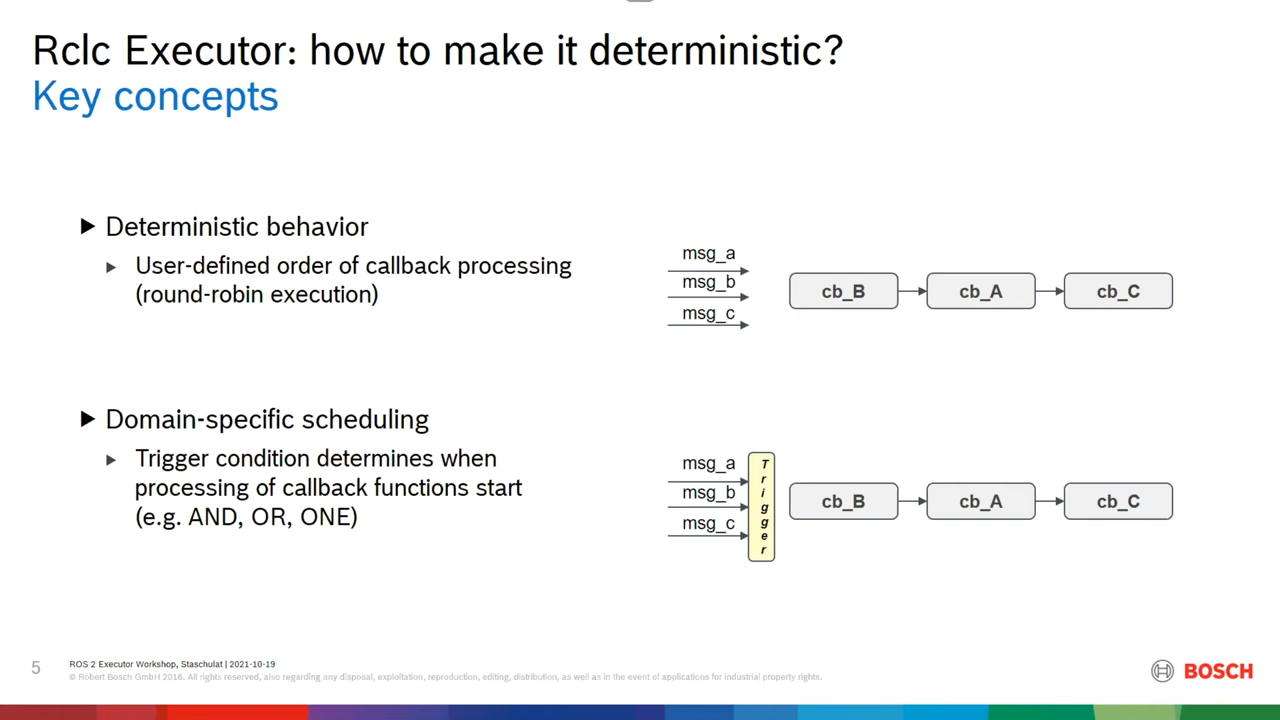 Rclc Executor: how to make it deterministic?
Key concepts
▶ Deterministic behavior
▶ User-defined order of callback processing
(round-robin execution)
msg_a
msg_b
msg_c
cb_B
cb_A
cb_C
▶ Domain-specific scheduling
▶ Trigger condition determines when
processing of callback functions start
(e.g. AND, OR, ONE)
msg_a
msg_b
msg_c
Trigger
cb_B
cb_A
cb_C
5
ROS 2 Executor Workshop, Staschulat | 2021-10-19
© Robert Bosch GmbH 2016. All rights reserved, also regarding any disposal, exploitation, reproduction, editing, distribution, as well as in the event of applications for industrial property rights.
BOSCH